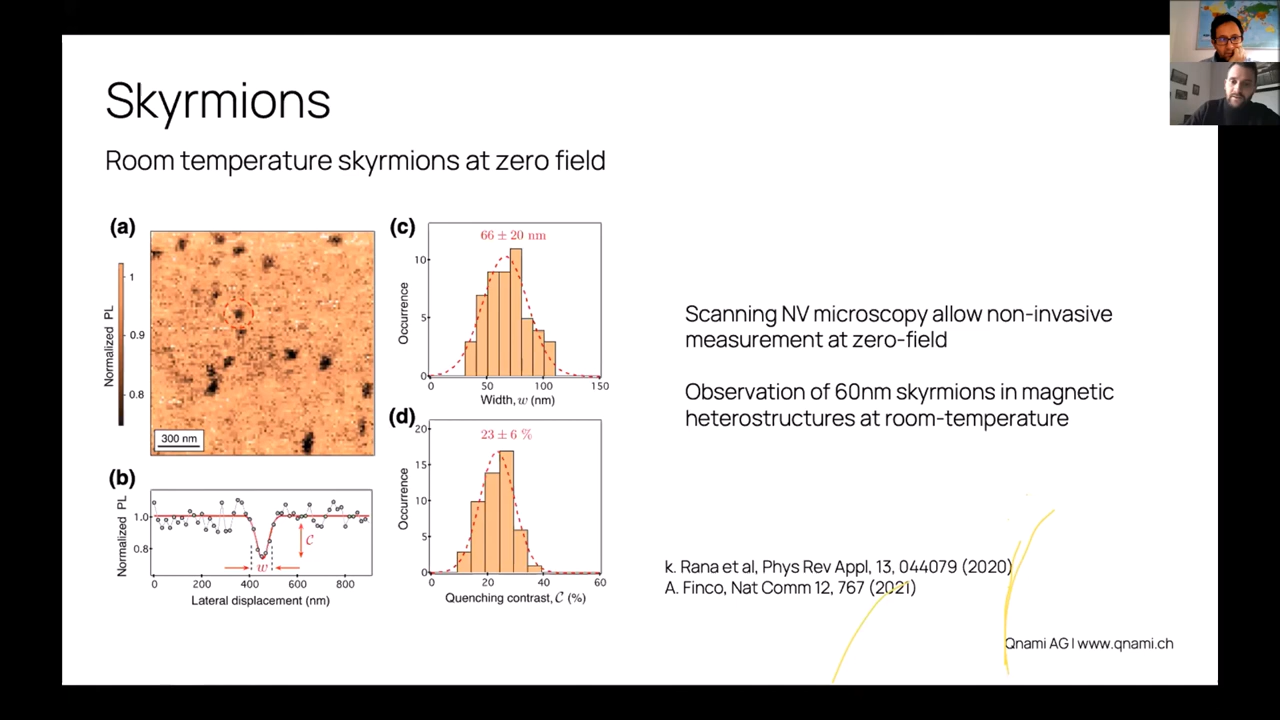 Skyrmions
Room temperature skyrmions at zero field
(a)
Normalized PL
1
0.9
0.8
300 nm
(b)
Normalized PL
1.0
0.8
C
w
0
200
400
600
800
Lateral displacement (nm)
(c)
66 ± 20 nm
Occurrence
10
5
0
0
50
100
150
Width, w (nm)
(d)
23 ± 6 %
Occurrence
20
15
10
5
0
0
20
40
60
Quenching contrast, C (%)
Scanning NV microscopy allow non-invasive
measurement at zero-field
Observation of 60nm skyrmions in magnetic
heterostructures at room-temperature
k. Rana et al, Phys Rev Appl, 13, 044079 (2020)
A. Finco, Nat Comm 12, 767 (2021)
Qnami AG | www.qnami.ch